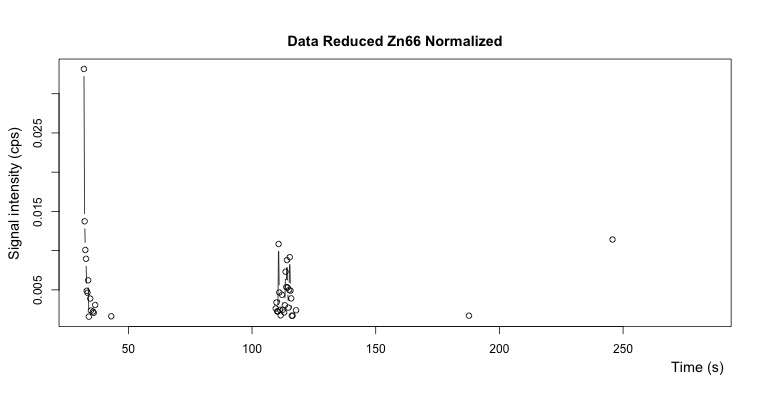 Data Reduced Zn66 Normalized
Signal intensity (cps)
0.025
0.015
0.005
50 100 150 200 250
Time (s)